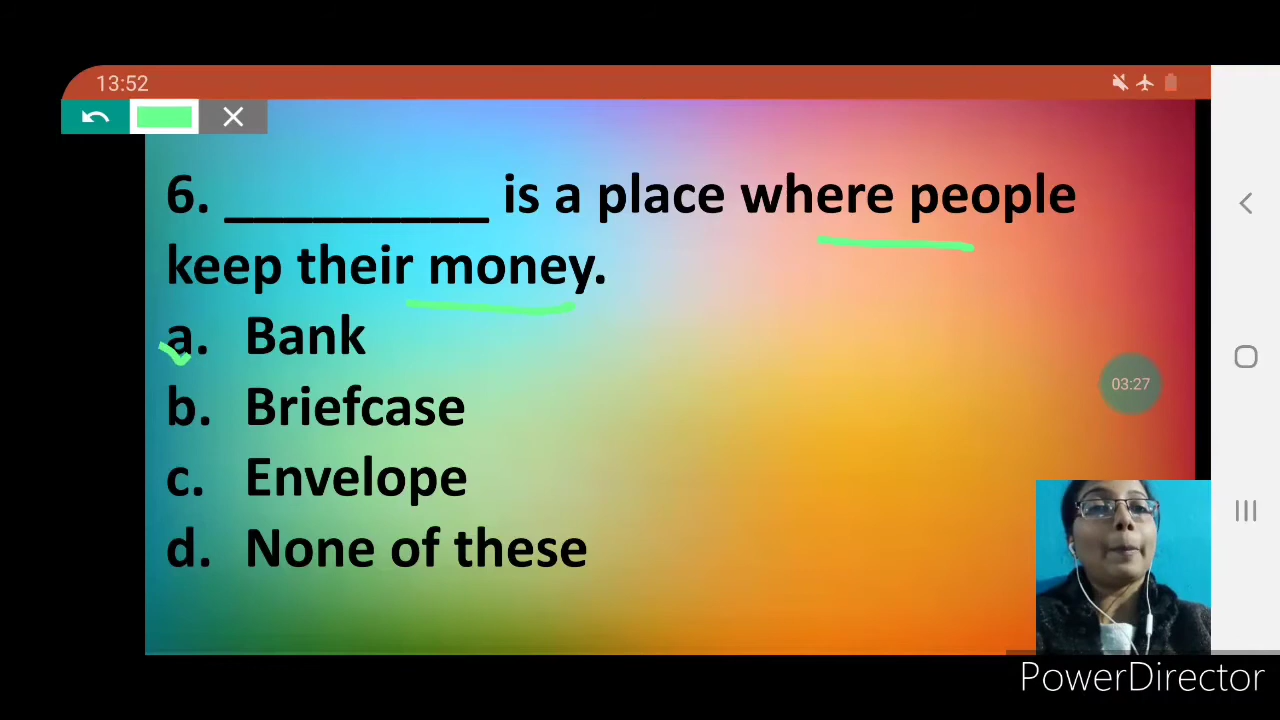 13:52
6. _________ is a place where people
keep their money.
a. Bank
b. Briefcase
c. Envelope
d. None of these
03:27
PowerDirector